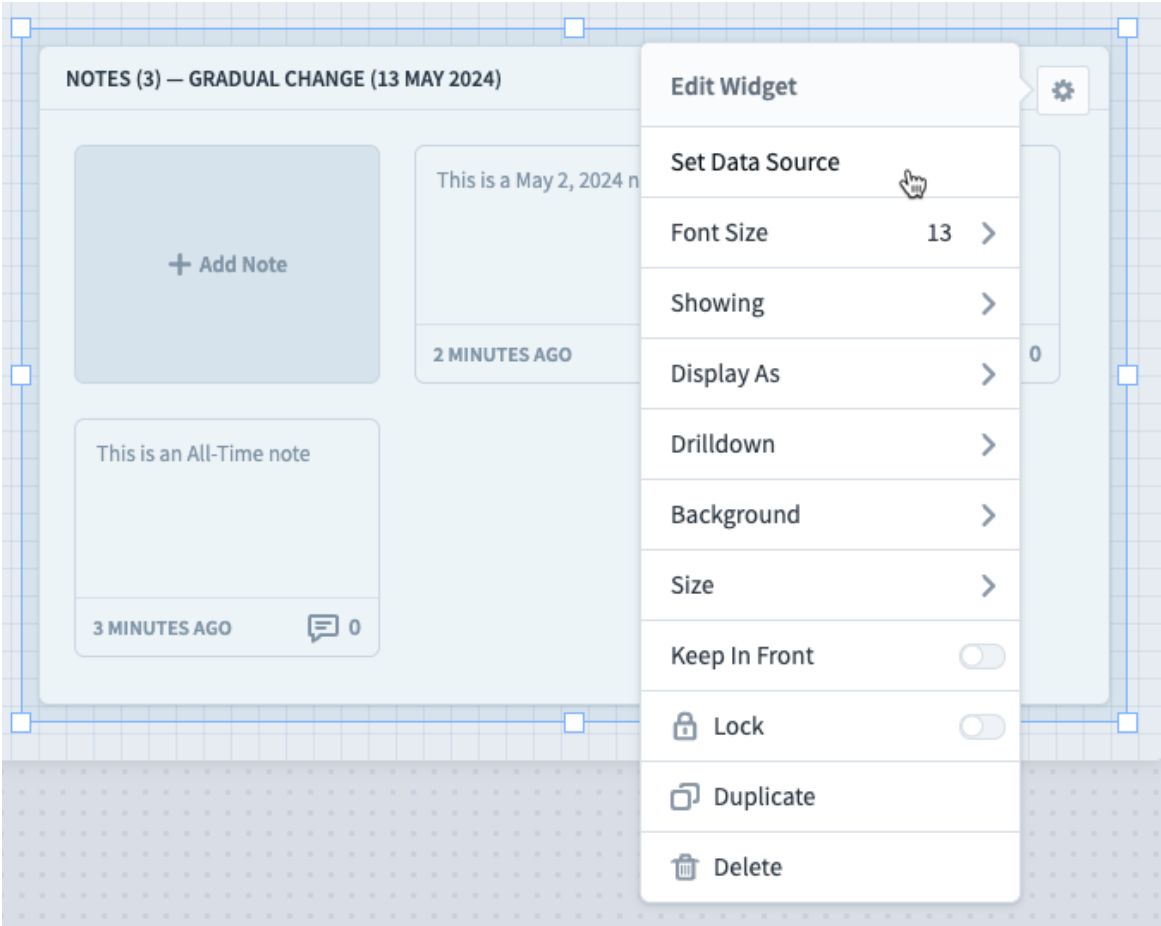 NOTES (3) — GRADUAL CHANGE (13 MAY 2024)
+ Add Note
This is a May 2, 2024 n
2 MINUTES AGO
0
This is an All-Time note
3 MINUTES AGO 0
Edit Widget
Set Data Source
Font Size 13
Showing
Display As
Drilldown
Background
Size
Keep In Front
Lock
Duplicate
Delete